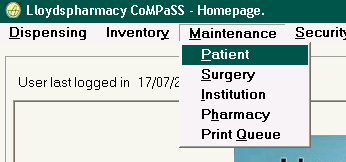 Lloydspharmacy CoMPaSS - Homepage.
Dispensing Inventory Maintenance Security
Patient
Surgery
User last logged in 17/07/2
Institution
Pharmacy
Print Queue